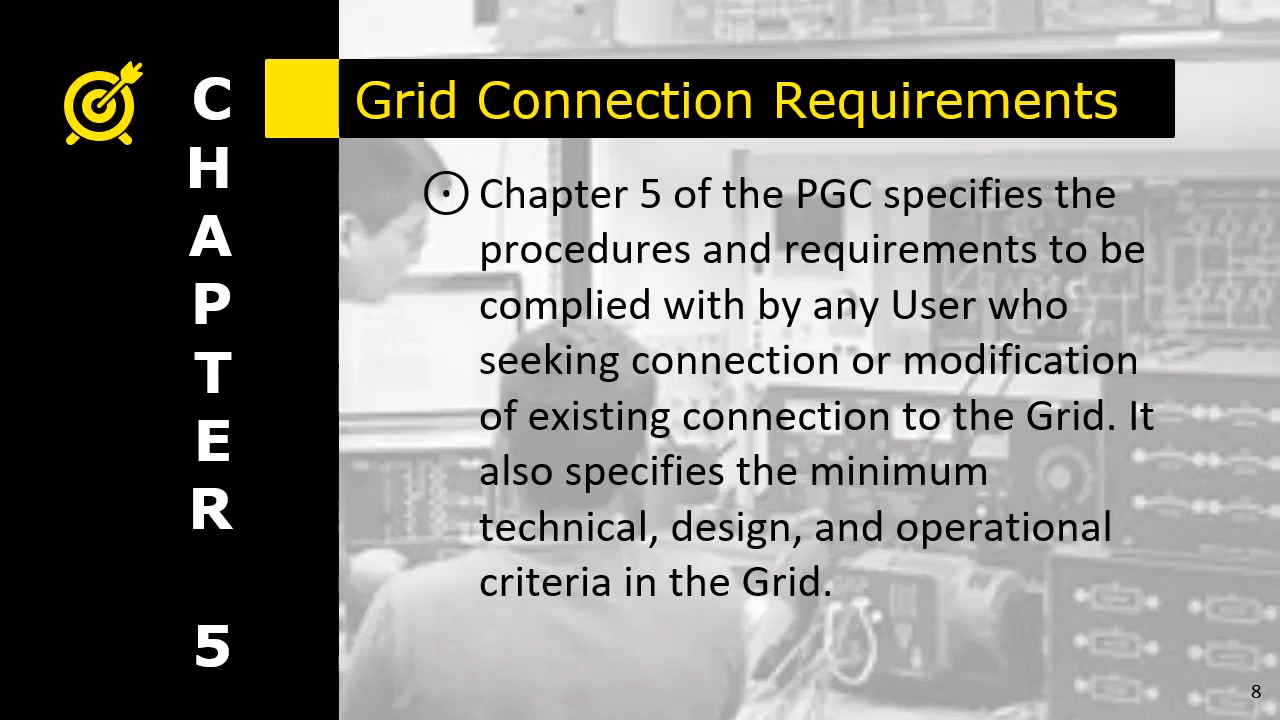 CHAPTER 5
Grid Connection Requirements
Chapter 5 of the PGC specifies the
procedures and requirements to be
complied with by any User who
seeking connection or modification
of existing connection to the Grid. It
also specifies the minimum
technical, design, and operational
criteria in the Grid.
8